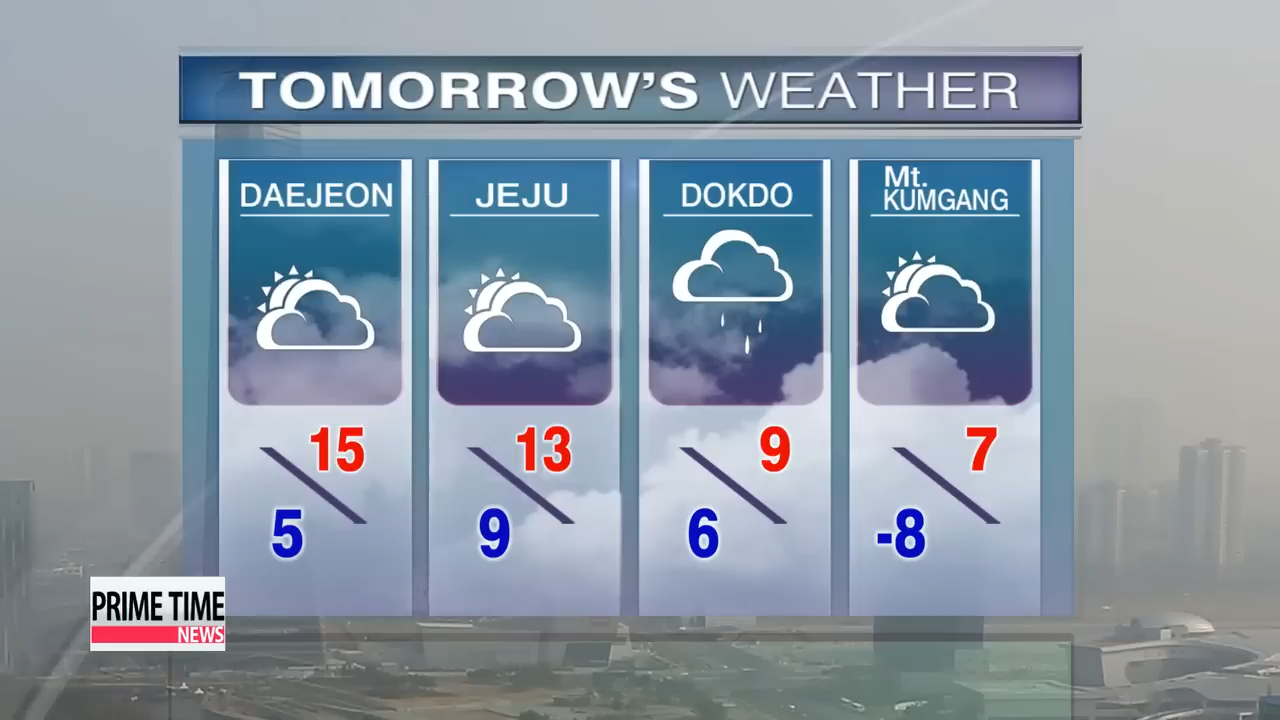 TOMORROW'S WEATHER
DAEJEON
15
5
JEJU
13
9
DOKDO
9
6
Mt.
KUMGANG
7
-8
PRIME TIME
NEWS